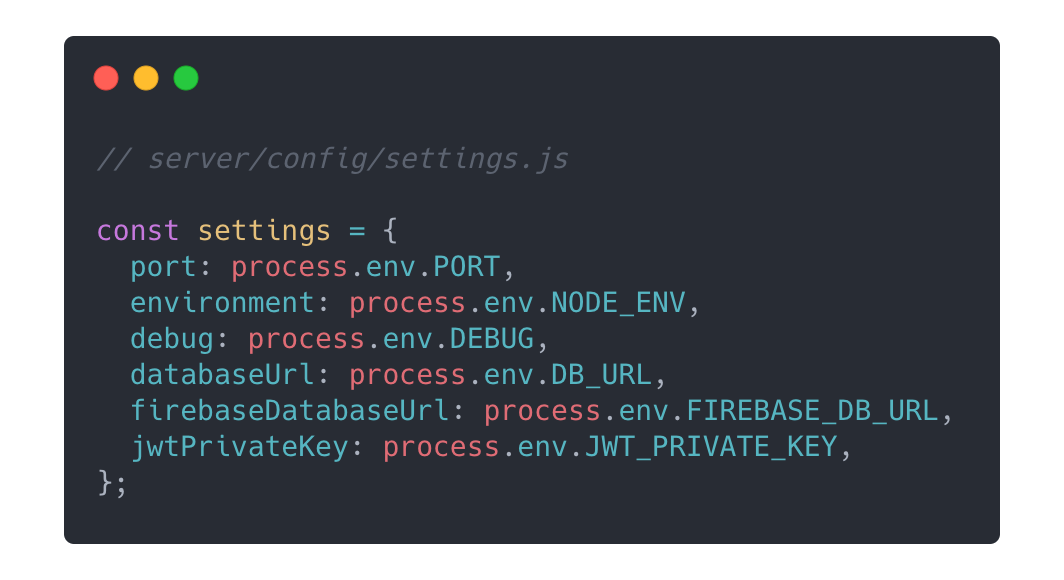 // server/config/settings.js
const settings = {
  port: process.env.PORT,
  environment: process.env.NODE_ENV,
  debug: process.env.DEBUG,
  databaseUrl: process.env.DB_URL,
  firebaseDatabaseUrl: process.env.FIREBASE_DB_URL,
  jwtPrivateKey: process.env.JWT_PRIVATE_KEY,
};